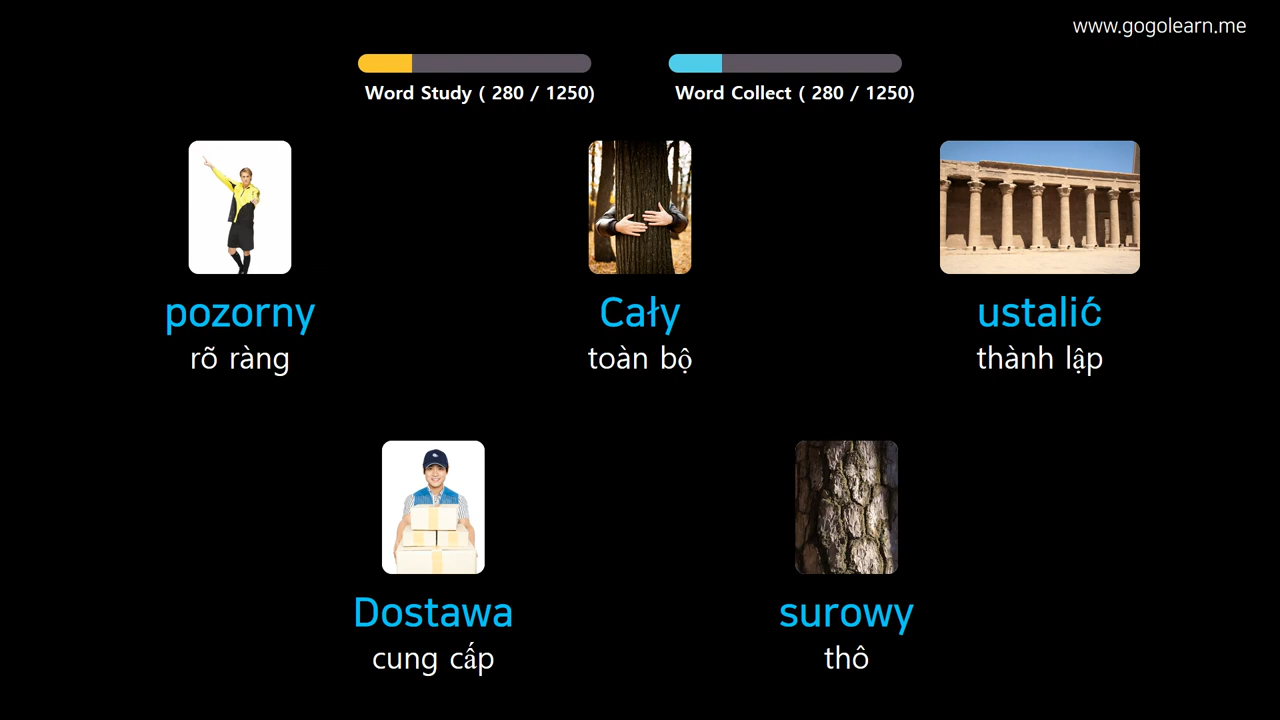 www.gogolearn.me
Word Study ( 280 / 1250)
Word Collect ( 280 / 1250)
pozorny
rõ ràng
Cały
toàn bộ
ustalić
thành lập
Dostawa
cung cấp
surowy
thô